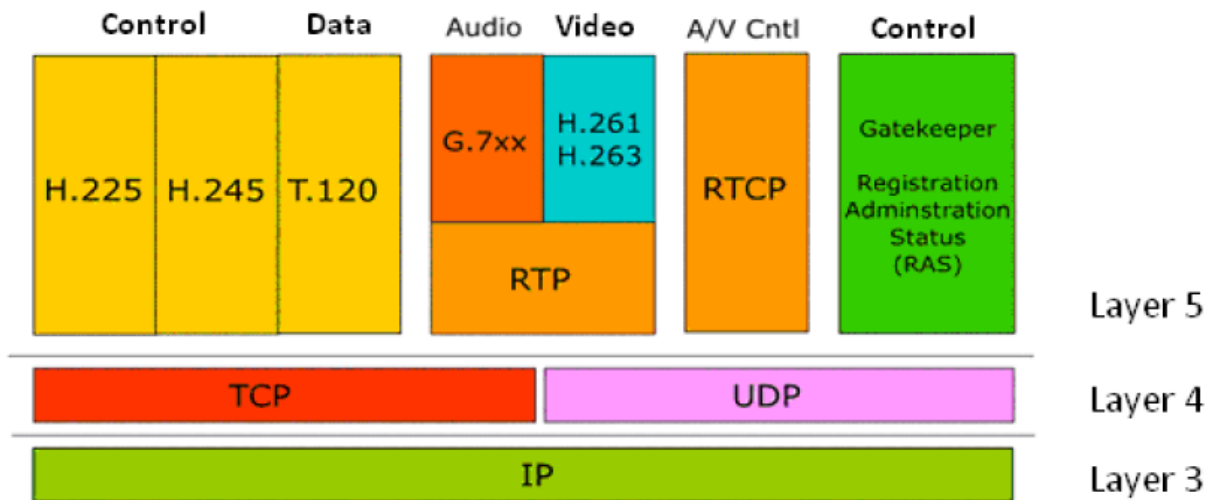 Control Data Audio Video A/V Cntl Control
H.225 H.245 T.120
G.7xx
H.261
H.263
RTP
RTCP
Gatekeeper
Registration
Adminstration
Status
(RAS)
Layer 5
TCP UDP Layer 4
IP Layer 3